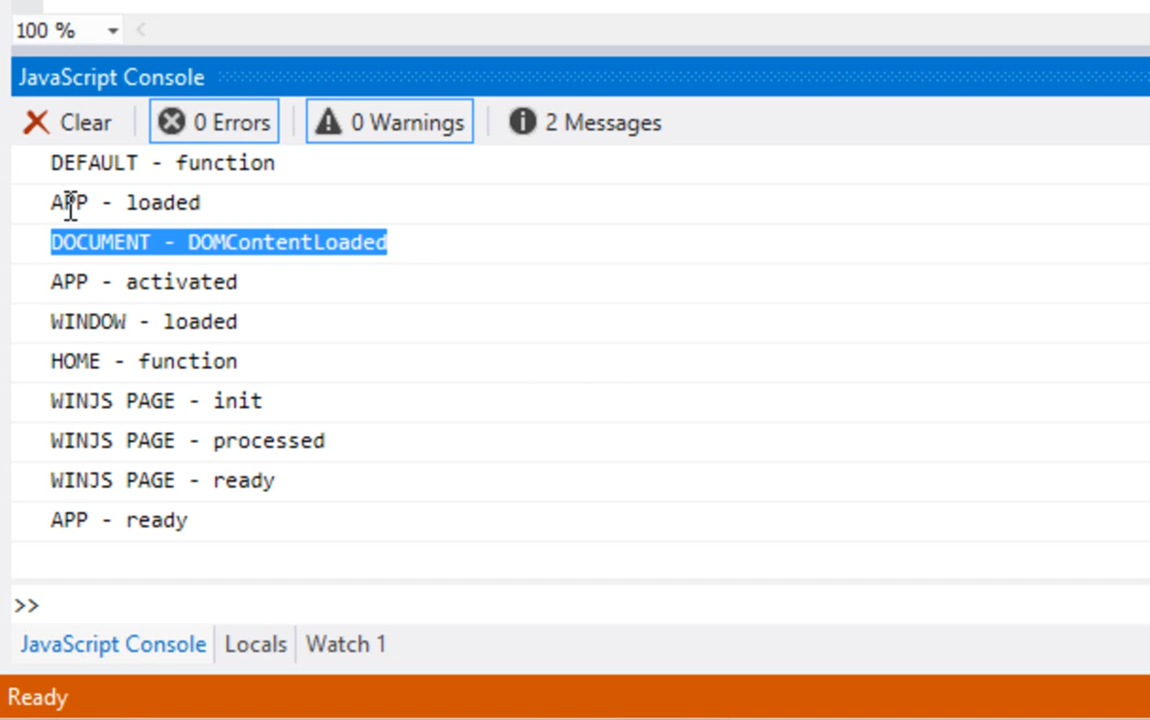 100 %
JavaScript Console
Clear 0 Errors 0 Warnings 2 Messages
DEFAULT - function
APP - loaded
DOCUMENT - DOMContentLoaded
APP - activated
WINDOW - loaded
HOME - function
WINJS PAGE - init
WINJS PAGE - processed
WINJS PAGE - ready
APP - ready
>>
JavaScript Console Locals Watch 1
Ready